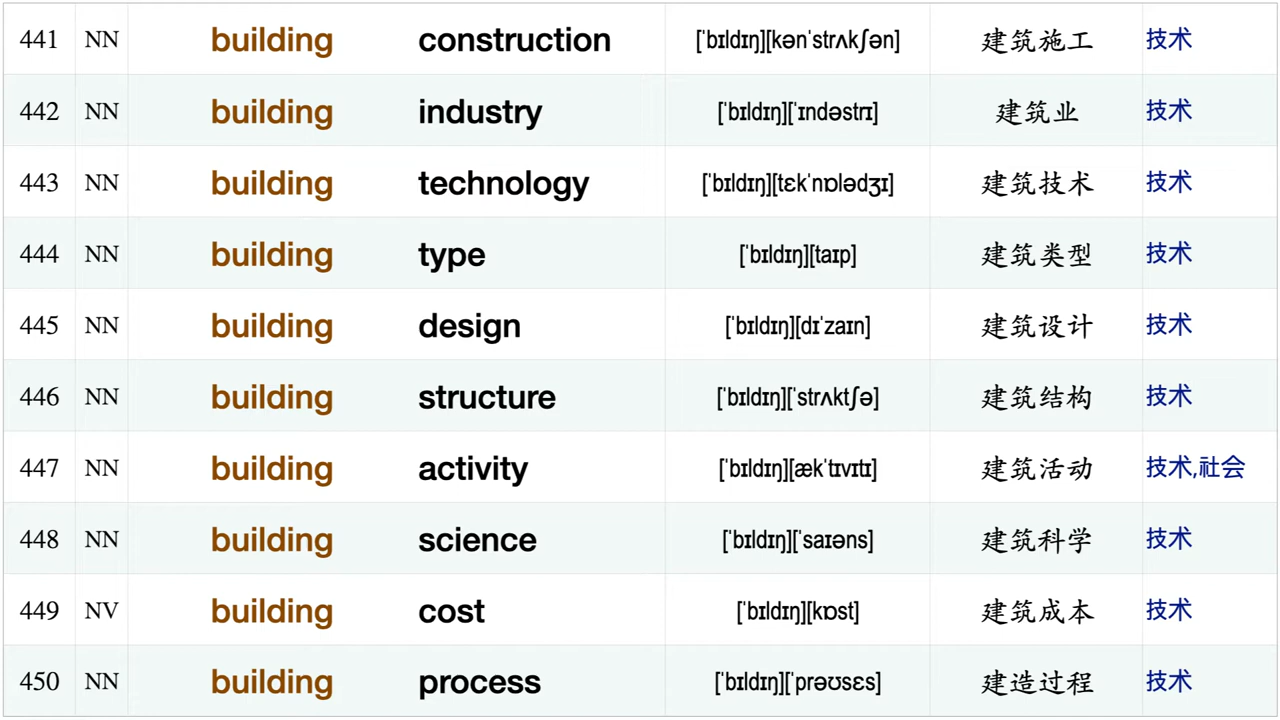 441 NN building construction [ˈbɪldɪŋ][kənˈstrʌkʃən] 建筑施工 技术
442 NN building industry [ˈbɪldɪŋ][ˈɪndəstrɪ] 建筑业 技术
443 NN building technology [ˈbɪldɪŋ][tɛkˈnɒlədʒɪ] 建筑技术 技术
444 NN building type [ˈbɪldɪŋ][taɪp] 建筑类型 技术
445 NN building design [ˈbɪldɪŋ][dɪˈzaɪn] 建筑设计 技术
446 NN building structure [ˈbɪldɪŋ][ˈstrʌktʃə] 建筑结构 技术
447 NN building activity [ˈbɪldɪŋ][ækˈtɪvɪtɪ] 建筑活动 技术,社会
448 NN building science [ˈbɪldɪŋ][ˈsaɪəns] 建筑科学 技术
449 NV building cost [ˈbɪldɪŋ][kɒst] 建筑成本 技术
450 NN building process [ˈbɪldɪŋ][ˈprəʊsɛs] 建造过程 技术